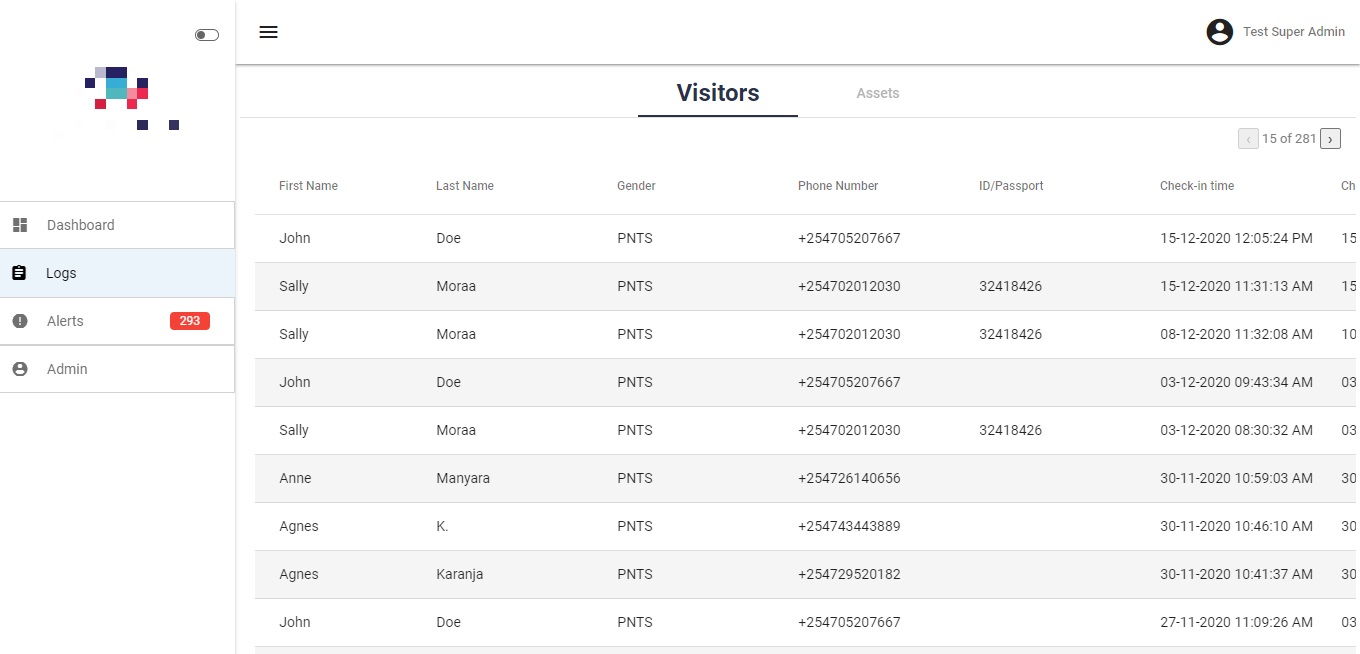 Test Super Admin
Visitors Assets
‹ 15 of 281 ›
Dashboard
Logs
Alerts 293
Admin
First Name Last Name Gender Phone Number ID/Passport Check-in time Ch
John Doe PNTS +254705207667 15-12-2020 12:05:24 PM 15
Sally Moraa PNTS +254702012030 32418426 15-12-2020 11:31:13 AM 15
Sally Moraa PNTS +254702012030 32418426 08-12-2020 11:32:08 AM 10
John Doe PNTS +254705207667 03-12-2020 09:43:34 AM 03
Sally Moraa PNTS +254702012030 32418426 03-12-2020 08:30:32 AM 03
Anne Manyara PNTS +254726140656 30-11-2020 10:59:03 AM 30
Agnes K. PNTS +254743443889 30-11-2020 10:46:10 AM 30
Agnes Karanja PNTS +254729520182 30-11-2020 10:41:37 AM 30
John Doe PNTS +254705207667 27-11-2020 11:09:26 AM 03